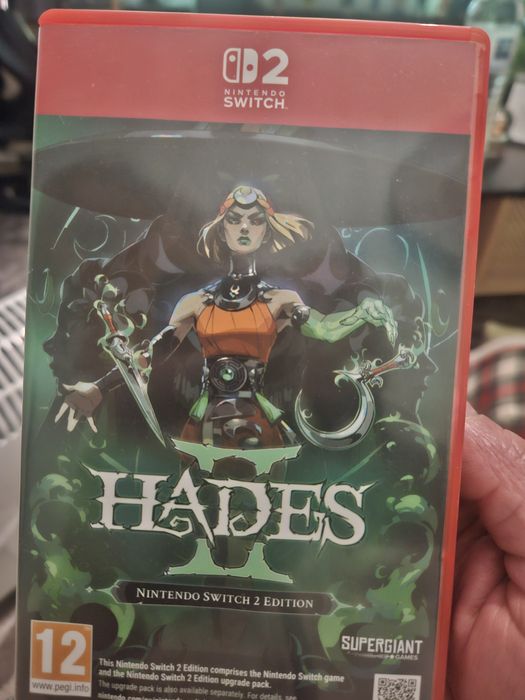 2
NINTENDO
SWITCH
II
HADES
NINTENDO SWITCH 2 EDITION
12
www.pegi.info
SUPERGIANT
GAMES
This Nintendo Switch 2 Edition comprises the Nintendo Switch game
and the Nintendo Switch 2 Edition upgrade pack.
The upgrade pack is also available separately. For details, see